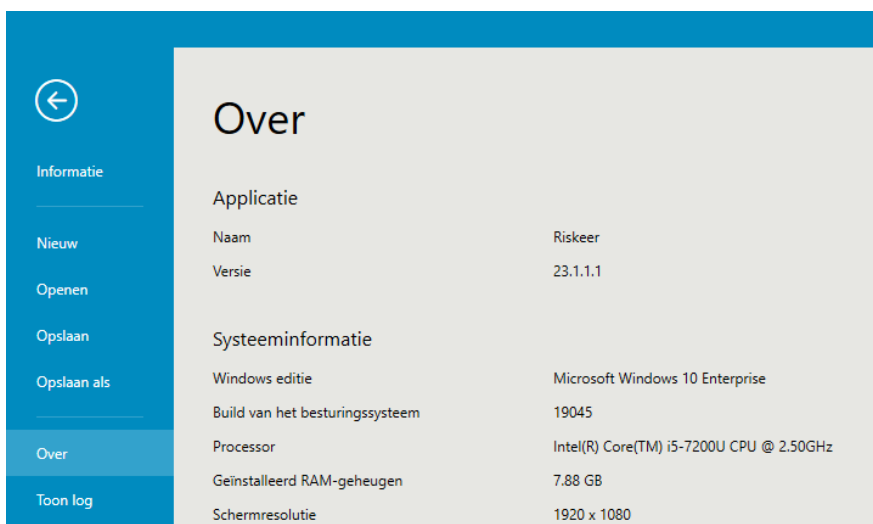 Over
Informatie
Nieuw
Openen
Opslaan
Opslaan als
Over
Toon log
Applicatie
Naam Riskeer
Versie 23.1.1.1
Systeeminformatie
Windows editie Microsoft Windows 10 Enterprise
Build van het besturingssysteem 19045
Processor Intel(R) Core(TM) i5-7200U CPU @ 2.50GHz
Geïnstalleerd RAM-geheugen 7.88 GB
Schermresolutie 1920 x 1080